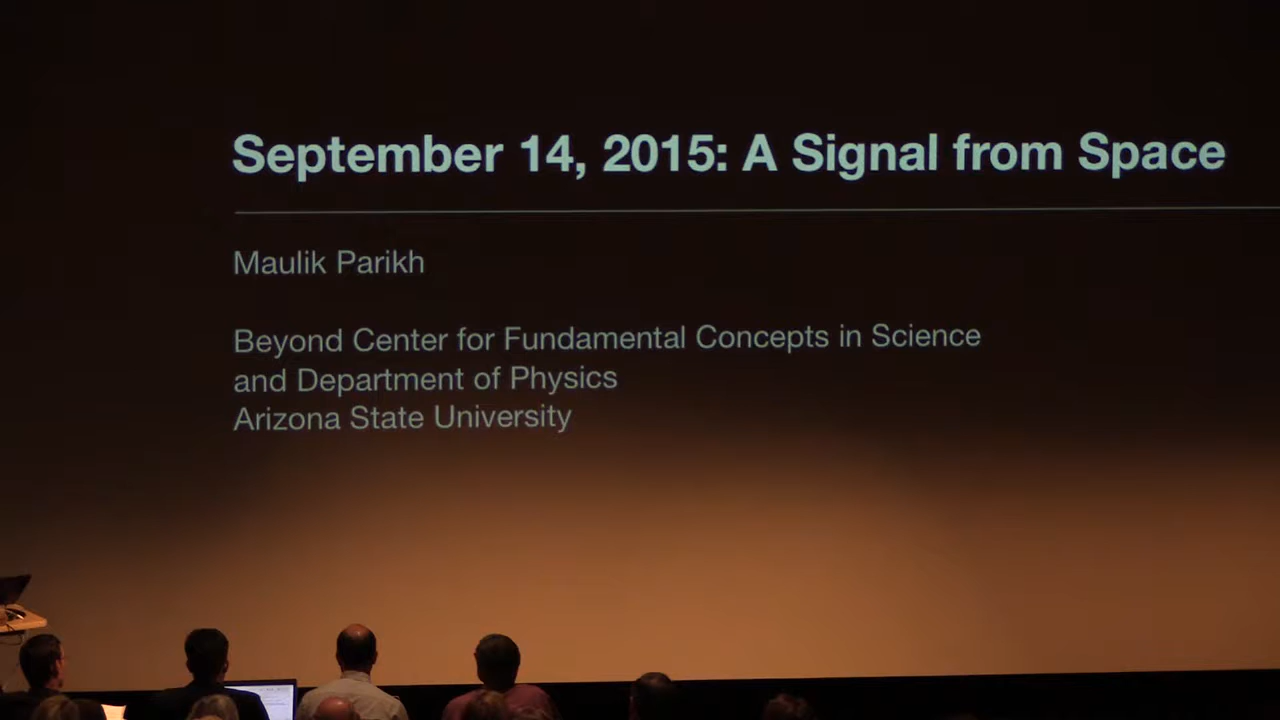 September 14, 2015: A Signal from Space
Maulik Parikh
Beyond Center for Fundamental Concepts in Science
and Department of Physics
Arizona State University